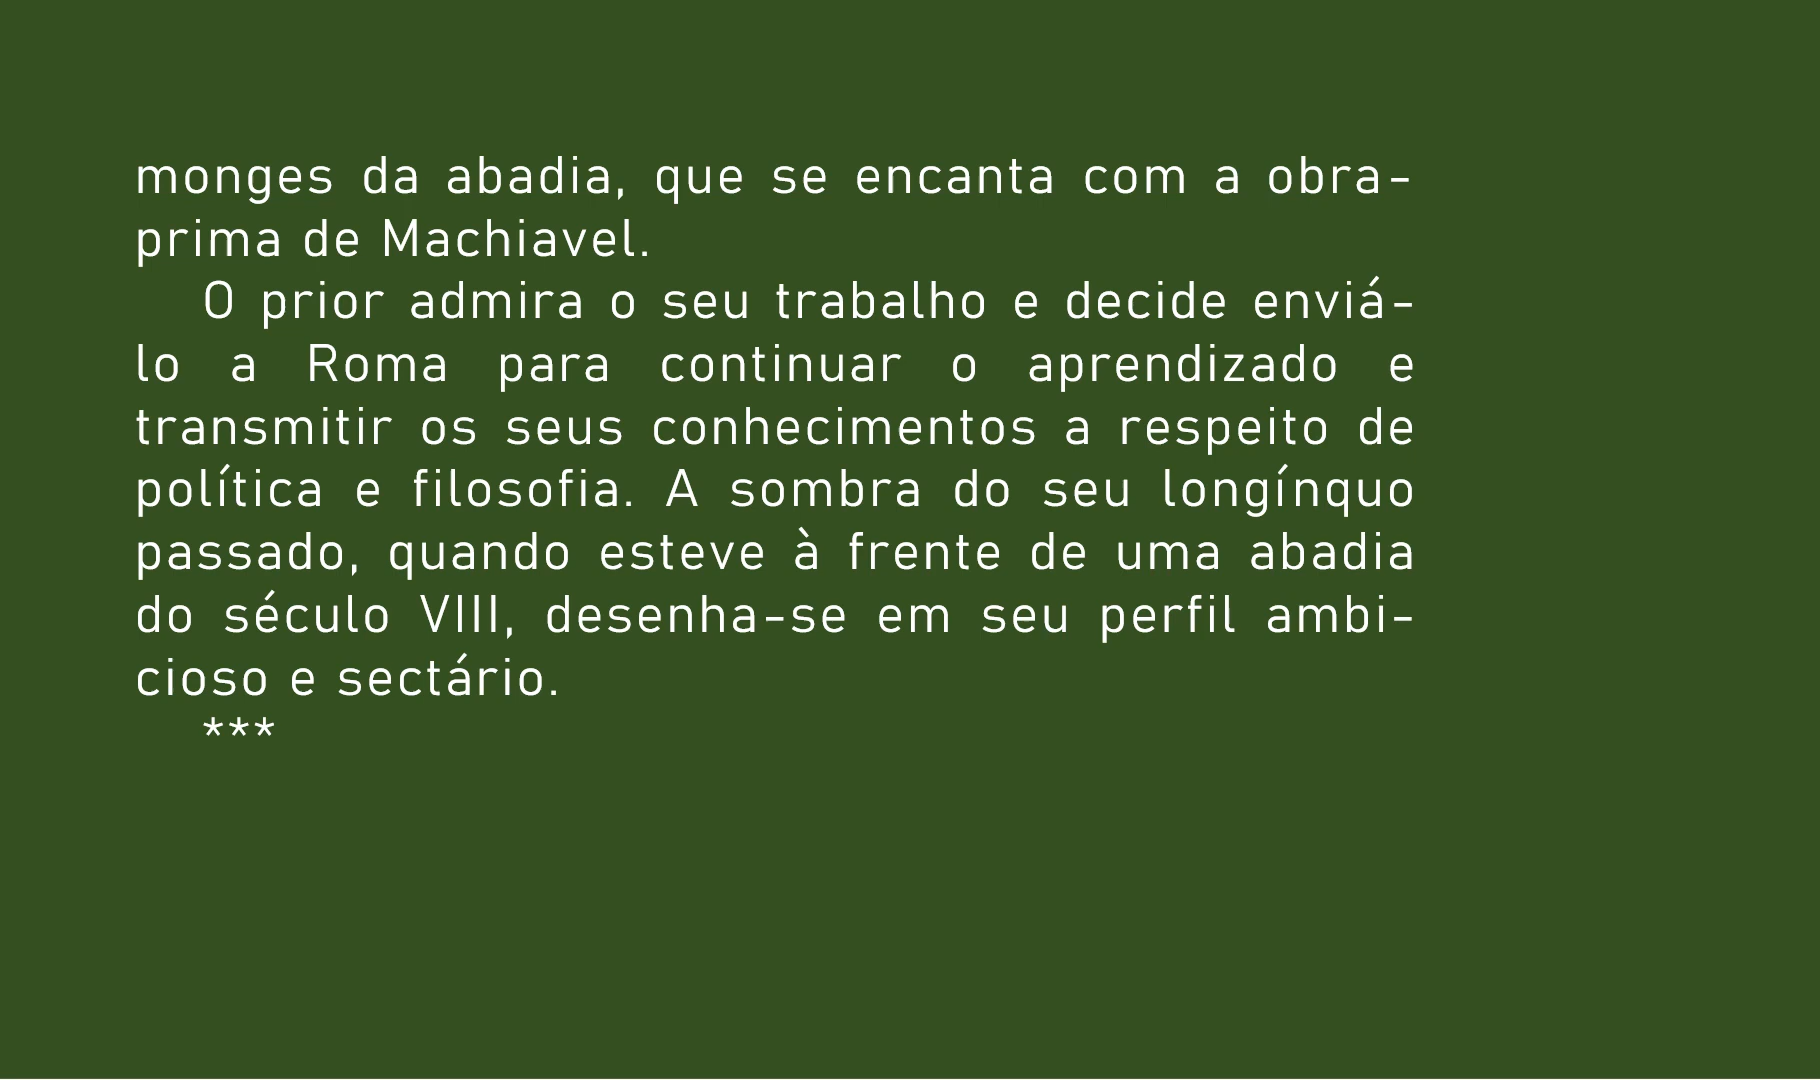 monges da abadia, que se encanta com a obra-
prima de Machiavel.
O prior admira o seu trabalho e decide enviá-
lo a Roma para continuar o aprendizado e
transmitir os seus conhecimentos a respeito de
política e filosofia. A sombra do seu longínquo
passado, quando esteve à frente de uma abadia
do século VIII, desenha-se em seu perfil ambi-
cioso e sectário.
***